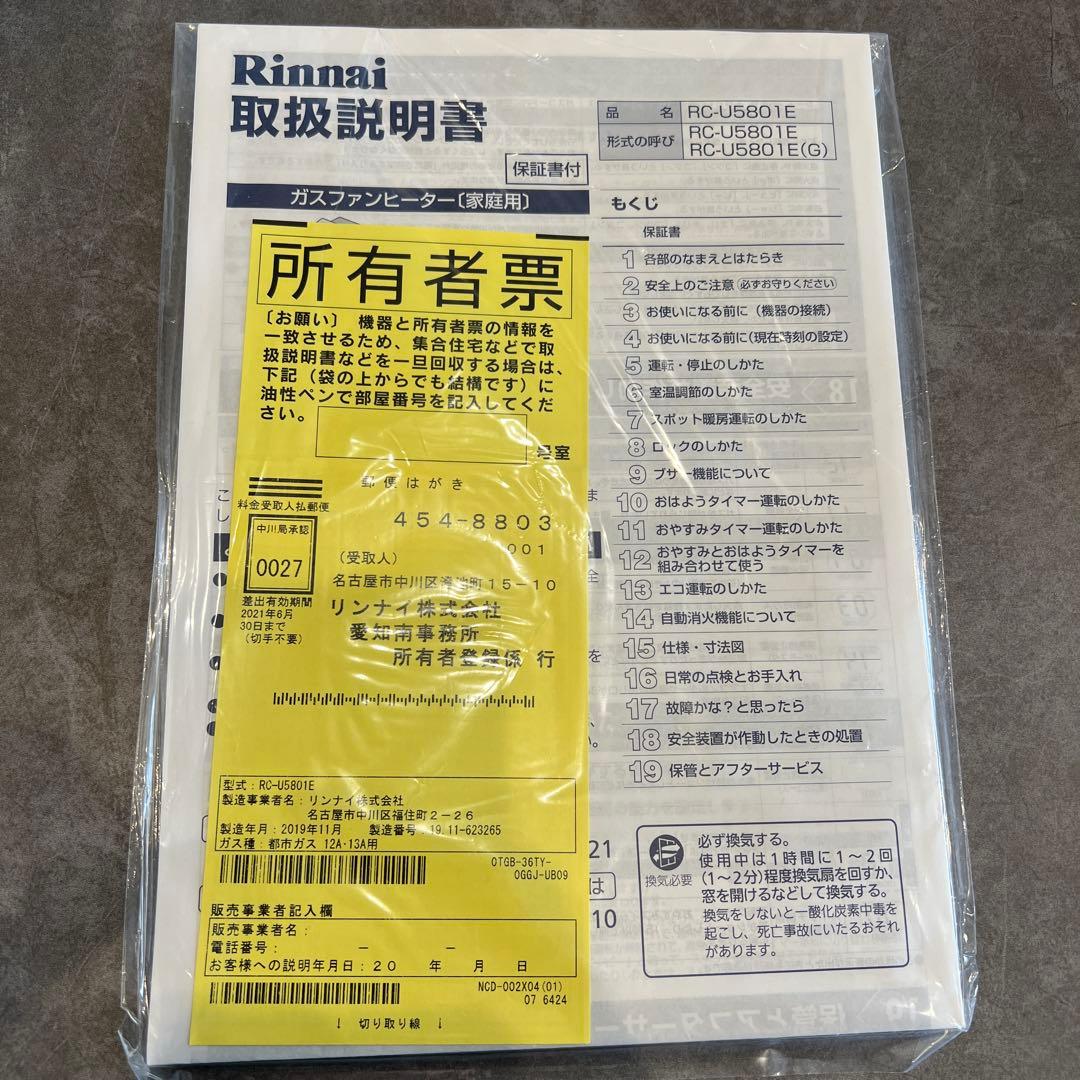 Rinnai
取扱説明書
保証書付
ガスファンヒーター〔家庭用〕
品 名 RC-U5801E
形式の呼び RC-U5801E
RC-U5801E(G)
もくじ
保証書
1 各部のなまえとはたらき
2 安全上のご注意 必ずお守りください
3 お使いになる前に（機器の接続）
4 お使いになる前に(現在時刻の設定)
5 運転・停止のしかた
6 室温調節のしかた
7 スポット暖房運転のしかた
8 ロックのしかた
9 ブザー機能について
10 おはようタイマー運転のしかた
11 おやすみタイマー運転のしかた
12 おやすみとおはようタイマーを
組み合わせて使う
13 エコ運転のしかた
14 自動消火機能について
15 仕様・寸法図
16 日常の点検とお手入れ
17 故障かな？と思ったら
18 安全装置が作動したときの処置
19 保管とアフターサービス
換気必要
必ず換気する。
使用中は1時間に1～2回
(1～2分)程度換気扇を回すか、
窓を開けるなどして換気する。
換気をしないと一酸化炭素中毒を
起こし、死亡事故にいたるおそれ
があります。
21
は
10
所有者票
〔お願い〕 機器と所有者票の情報を
一致させるため、集合住宅などで取
扱説明書などを一旦回収する場合は、
下記（袋の上からでも結構です）に
油性ペンで部屋番号を記入してくだ
さい。
号室
郵便はがき
料金受取人払郵便
中川局承認
0027
差出有効期間
2021年6月
30日まで
（切手不要）
454-8803
001
（受取人）
名古屋市中川区滝池町15－10
リンナイ株式会社
愛知南事務所
所有者登録係 行
型式：RC-U5801E
製造事業者名：リンナイ株式会社
名古屋市中川区福住町2－26
製造年月：2019年11月 製造番号：19.11-623265
ガス種：都市ガス 12A・13A用
OTGB-36TY-
OGGJ-UB09
販売事業者記入欄
販売事業者名：
電話番号： － －
お客様への説明年月日：20 年 月 日
NCD-002X04(01)
07 6424
↓ 切り取り線 ↓